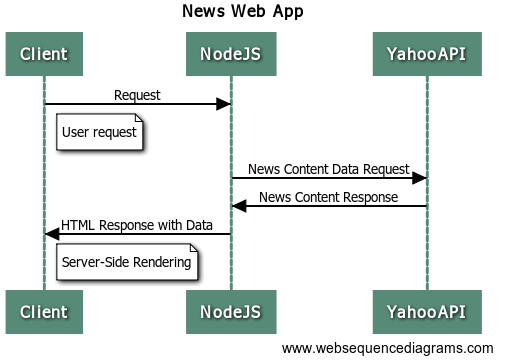 News Web App
Client
NodeJS
YahooAPI
Request
User request
News Content Data Request
News Content Response
HTML Response with Data
Server-Side Rendering
Client
NodeJS
YahooAPI
www.websequencediagrams.com